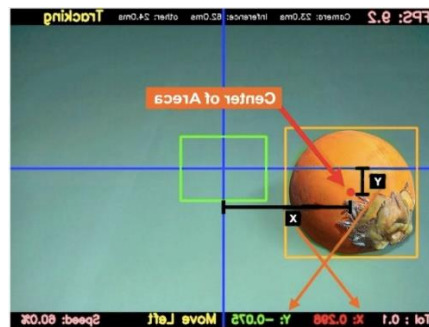 FPS: 9.2 Camera: 23.0ms Inference: 62.0ms other: 24.0ms Tracking
Center of Areca
Y
X
Tol : 0.1 X: 0.298 Y: -0.075 Move Left Speed: 60.0%